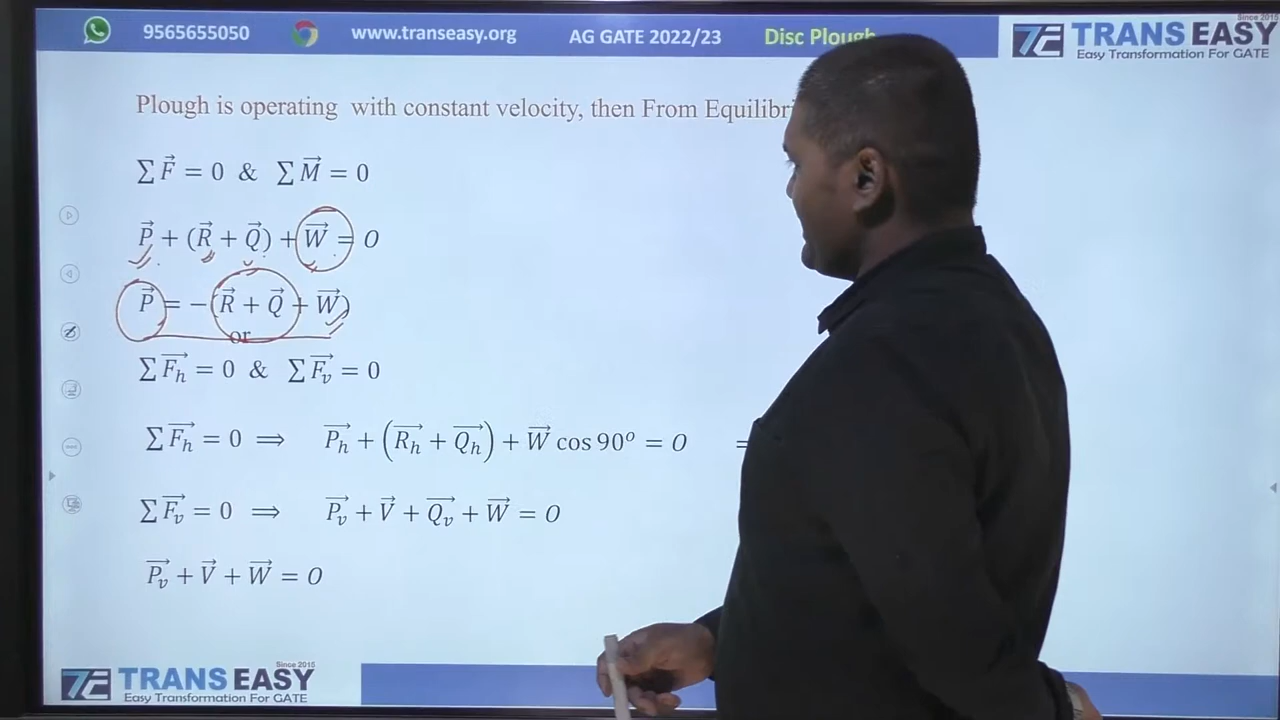 9565655050 www.transeasy.org AG GATE 2022/23 Disc Plough
Since 2015
TRANS EASY
Easy Transformation For GATE
Plough is operating with constant velocity, then From
∑F⃗ = 0 & ∑M⃗ = 0
P⃗ + (R⃗ + Q⃗) + W⃗ = 0
P⃗ = −(R⃗ + Q⃗ + W⃗)
or
∑F⃗ₕ = 0 & ∑F⃗ᵥ = 0
∑F⃗ₕ = 0 ⟹ P⃗ₕ + (R⃗ₕ + Q⃗ₕ) + W⃗ cos 90° = 0 =
∑F⃗ᵥ = 0 ⟹ P⃗ᵥ + V⃗ + Q⃗ᵥ + W⃗ = 0
P⃗ᵥ + V⃗ + W⃗ = 0
Since 2015
TRANS EASY
Easy Transformation For GATE